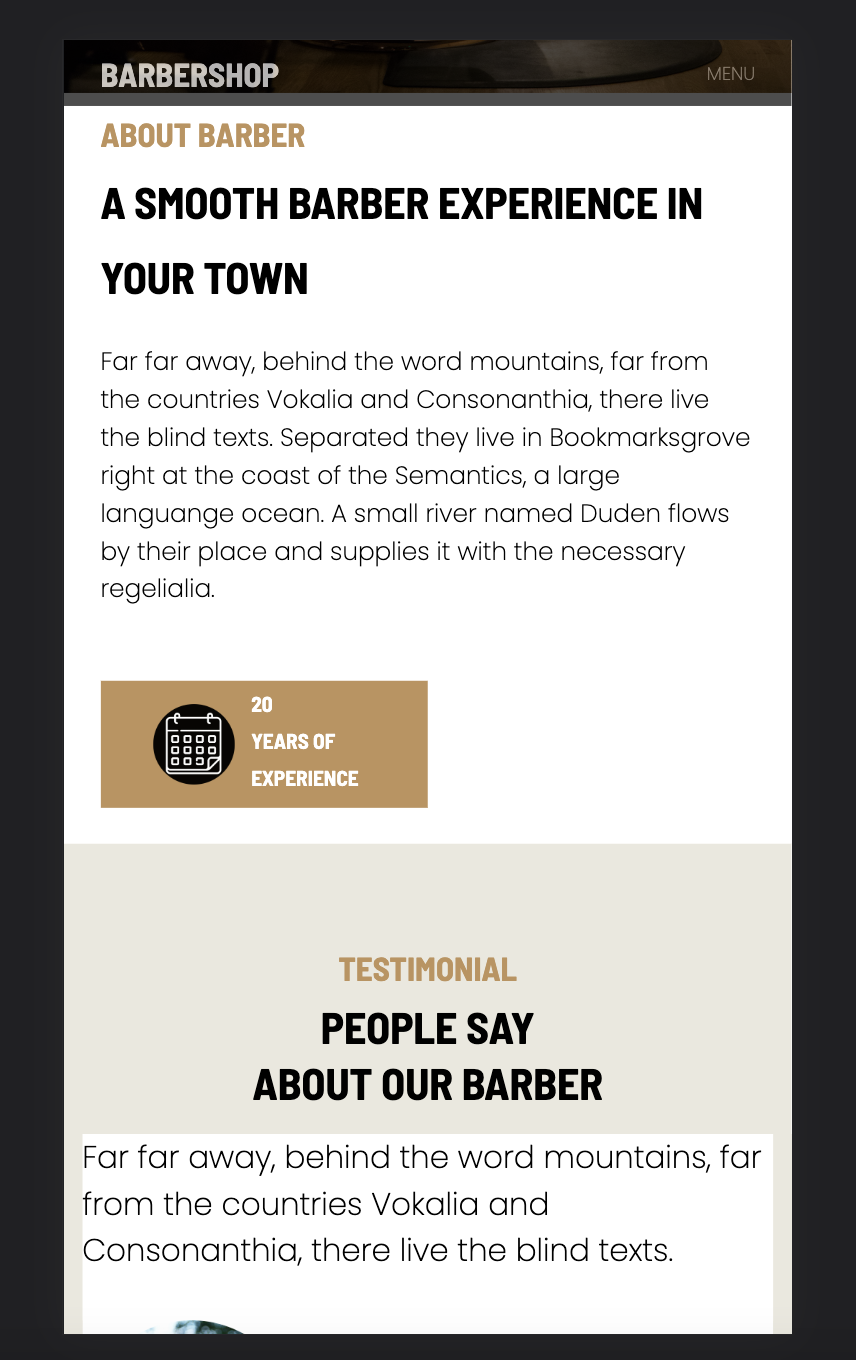 BARBERSHOP
MENU
ABOUT BARBER
A SMOOTH BARBER EXPERIENCE IN
YOUR TOWN
Far far away, behind the word mountains, far from
the countries Vokalia and Consonanthia, there live
the blind texts. Separated they live in Bookmarksgrove
right at the coast of the Semantics, a large
languange ocean. A small river named Duden flows
by their place and supplies it with the necessary
regelialia.
20
YEARS OF
EXPERIENCE
TESTIMONIAL
PEOPLE SAY
ABOUT OUR BARBER
Far far away, behind the word mountains, far
from the countries Vokalia and
Consonanthia, there live the blind texts.